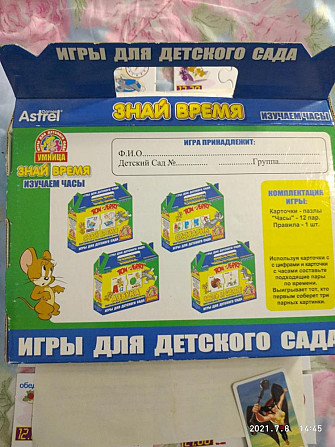 ИГРЫ ДЛЯ ДЕТСКОГО САДА
Astrel
ЗНАЙ ВРЕМЯ
ИЗУЧАЕМ ЧАСЫ
УМНИЦА
ЗНАЙ ВРЕМЯ
ИЗУЧАЕМ ЧАСЫ
ИГРА ПРИНАДЛЕЖИТ:
Ф.И.О.
Детский Сад №
Группа
КОМПЛЕКТАЦИЯ
ИГРЫ:
Карточки - пазлы
"Часы" - 12 пар.
Правила - 1 шт.
Используя карточки с
с цифрами и карточки
с часами составьте
подходящие пары
по времени.
Выигрывает тот, кто
первым соберет три
парных картинки.
ИГРЫ ДЛЯ ДЕТСКОГО САДА
2021.7.8 14:45